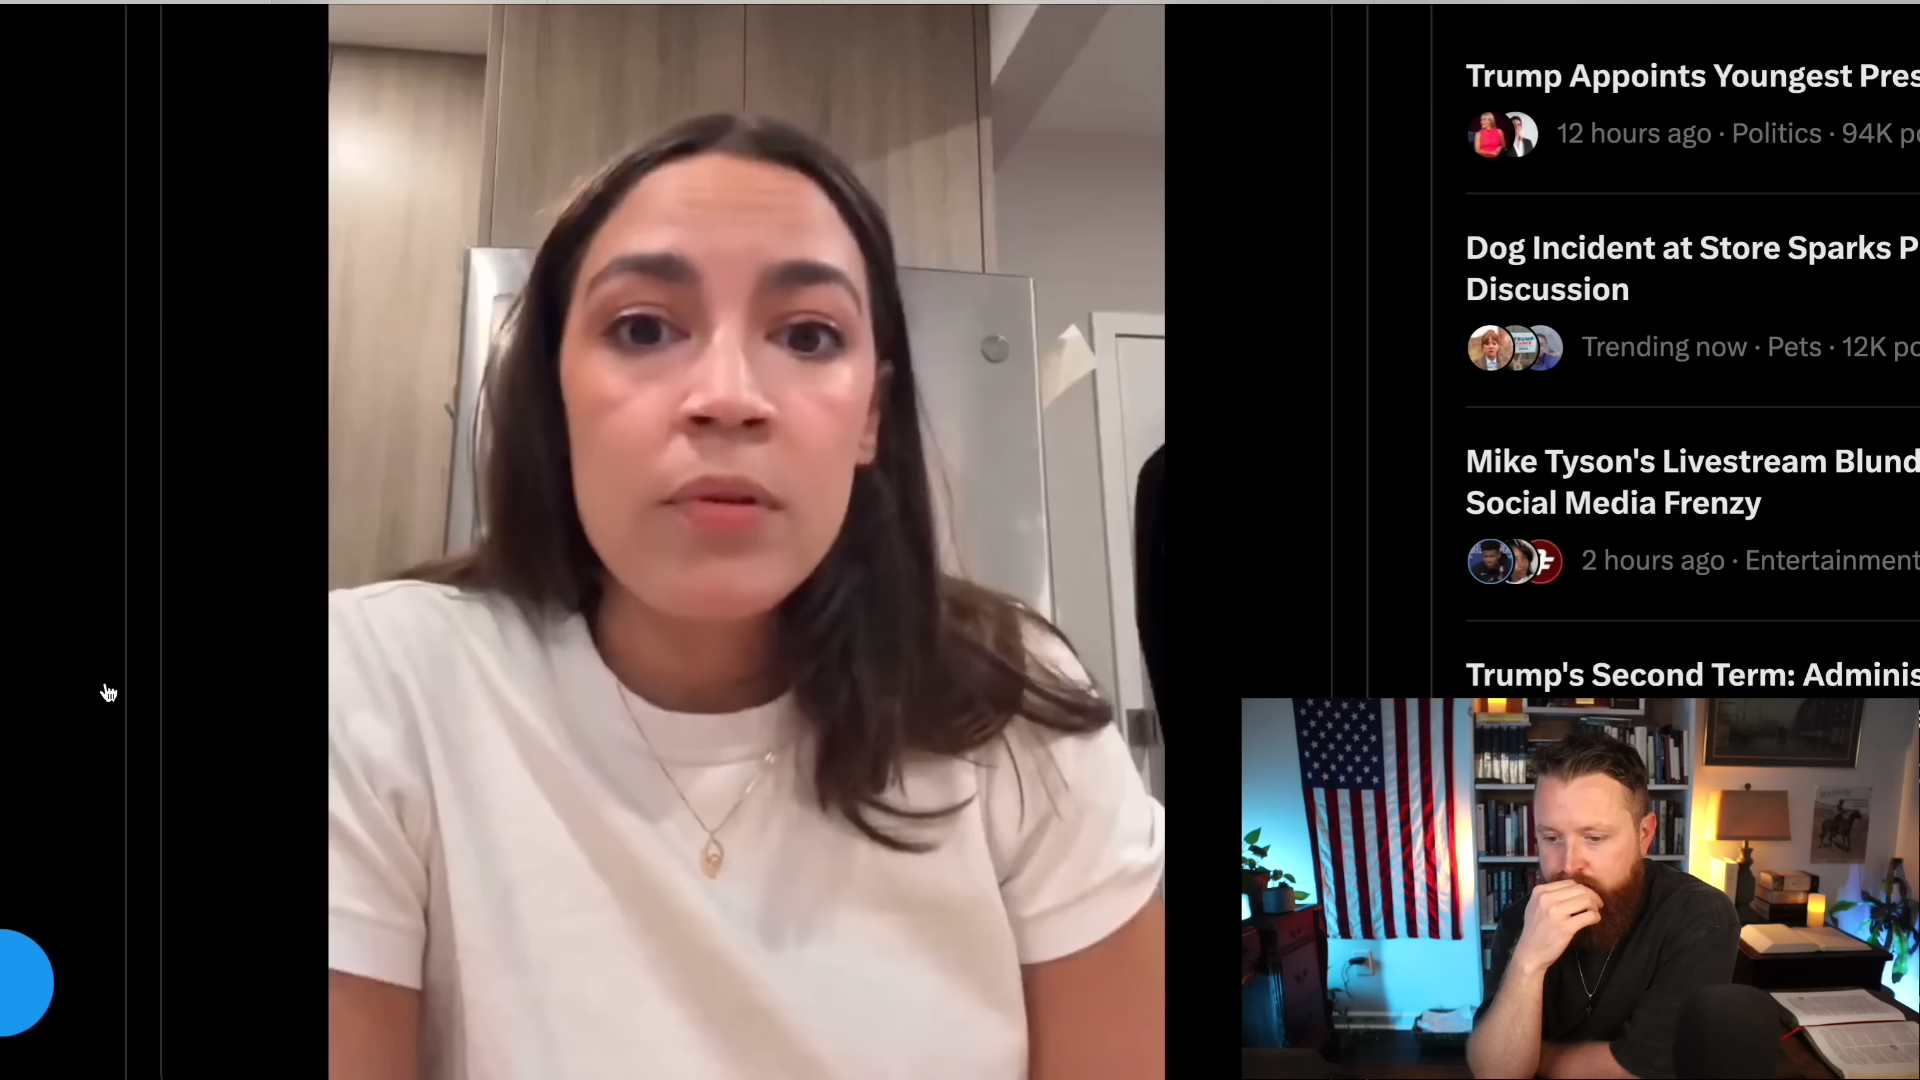 Trump Appoints Youngest Pres
12 hours ago · Politics · 94K po
Dog Incident at Store Sparks P
Discussion
Trending now · Pets · 12K po
Mike Tyson's Livestream Blund
Social Media Frenzy
2 hours ago · Entertainment
Trump's Second Term: Adminis